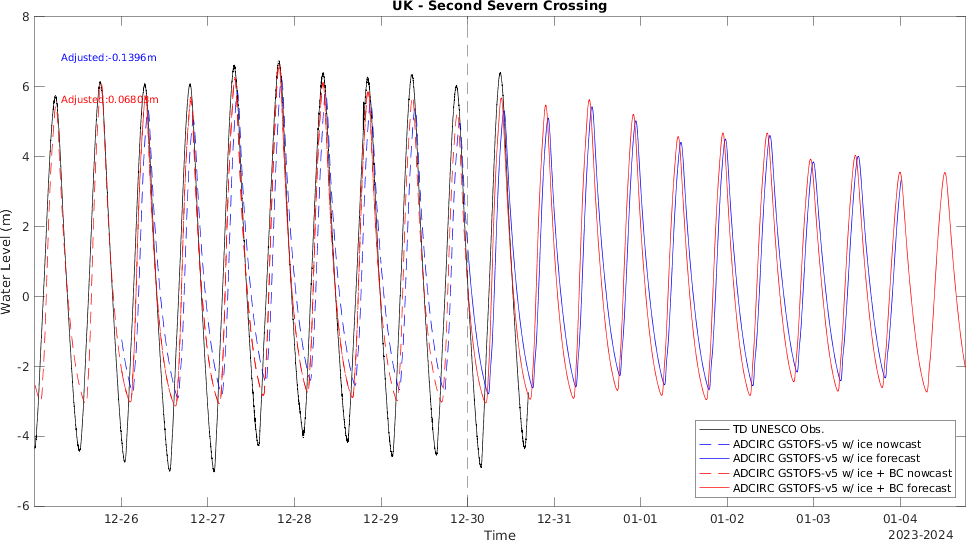 UK - Second Severn Crossing
8
6
4
2
0
-2
-4
-6
Water Level (m)
Adjusted:-0.1396m
TD UNESCO Obs.
ADCIRC GSTOFS-v5 w/ ice nowcast
ADCIRC GSTOFS-v5 w/ ice forecast
ADCIRC GSTOFS-v5 w/ ice + BC nowcast
ADCIRC GSTOFS-v5 w/ ice + BC forecast
12-26 12-27 12-28 12-29 12-30 12-31 01-01 01-02 01-03 01-04
Time
2023-2024